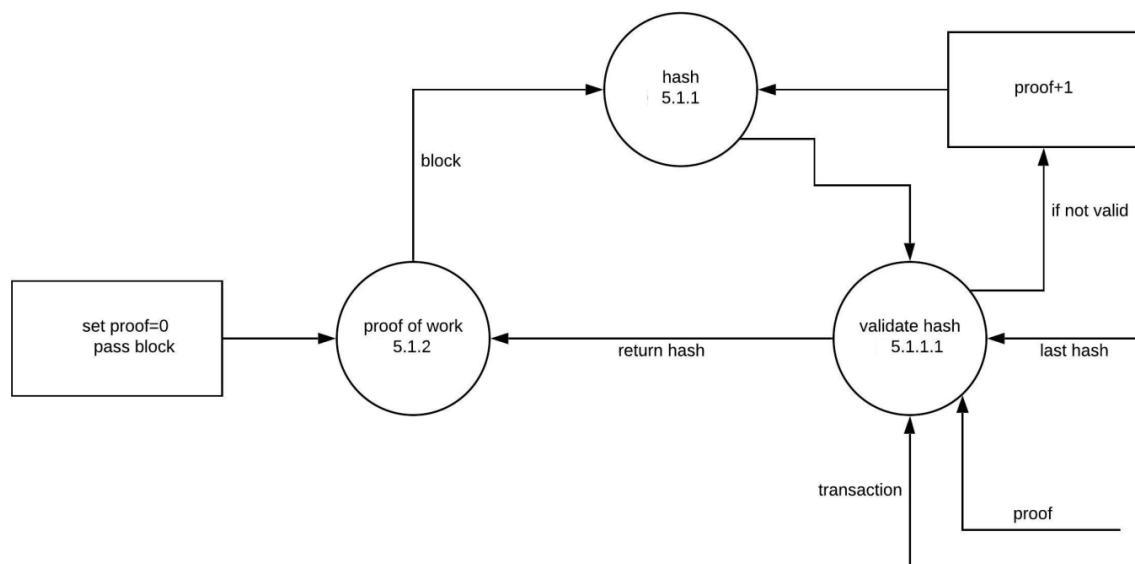 hash
5.1.1
proof+1
block
if not valid
set proof=0
pass block
proof of work
5.1.2
return hash
validate hash
5.1.1.1
last hash
transaction
proof